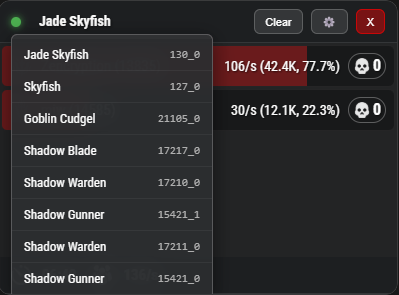 Jade Skyfish Clear X
Jade Skyfish 130_0
106/s (42.4K, 77.7%) 0
Skyfish 127_0
30/s (12.1K, 22.3%) 0
Goblin Cudgel 21105_0
Shadow Blade 17217_0
Shadow Warden 17210_0
Shadow Gunner 15421_1
Shadow Warden 17211_0
Shadow Gunner 15421_0